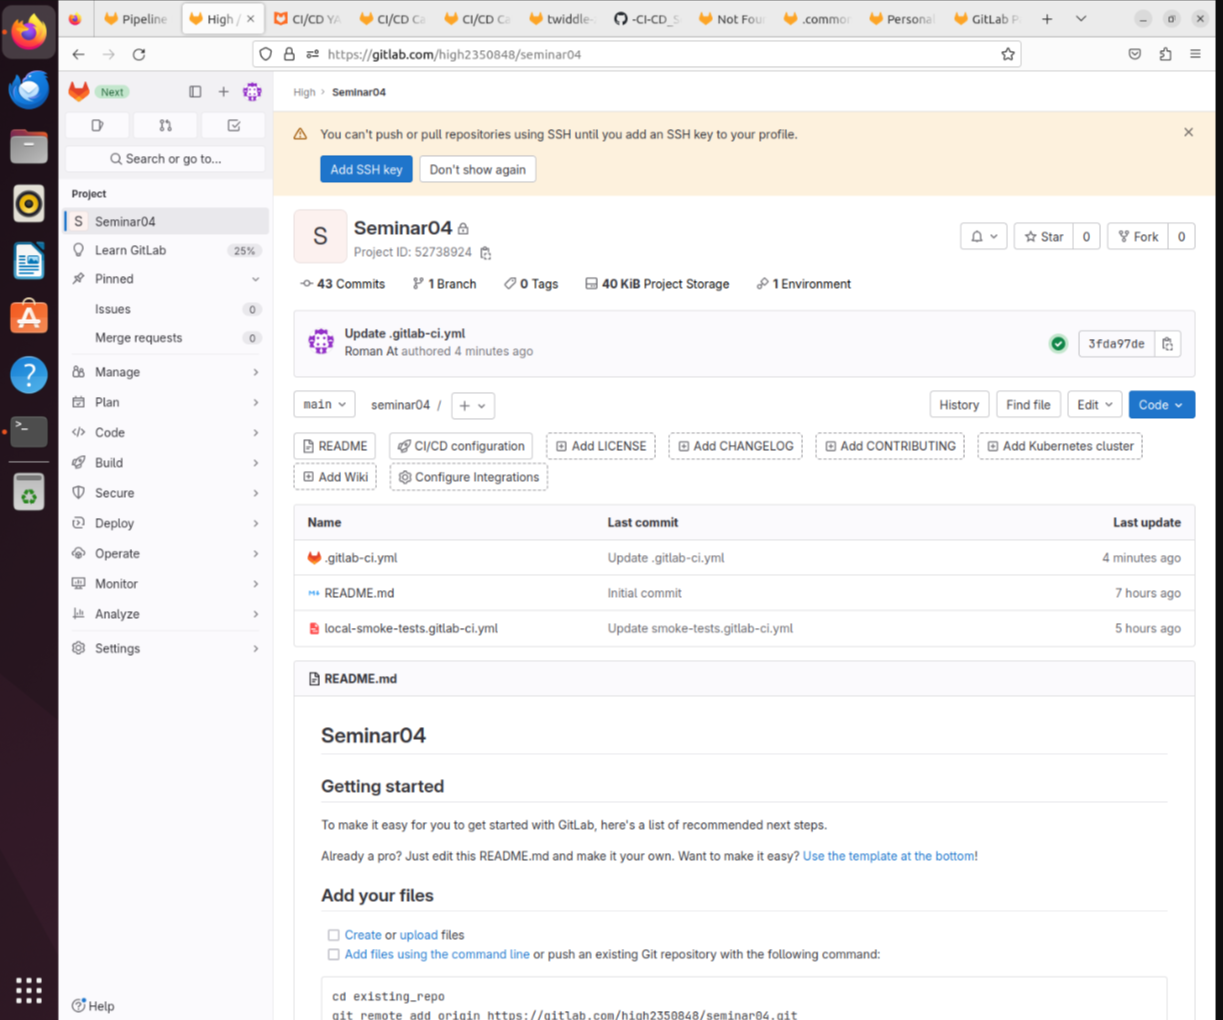 Pipeline
High /
CI/CD YA
CI/CD Ca
CI/CD Ca
twiddle-
-CI-CD_S
Not Fou
.common
Personal
GitLab P
https://gitlab.com/high2350848/seminar04
Next
High › Seminar04
You can't push or pull repositories using SSH until you add an SSH key to your profile.
Add SSH key
Don't show again
Search or go to...
Project
S Seminar04
Learn GitLab 25%
Pinned
Issues 0
Merge requests 0
Manage
Plan
Code
Build
Secure
Deploy
Operate
Monitor
Analyze
Settings
Help
S
Seminar04
Project ID: 52738924
Star 0
Fork 0
43 Commits
1 Branch
0 Tags
40 KiB Project Storage
1 Environment
Update .gitlab-ci.yml
Roman At authored 4 minutes ago
3fda97de
main
seminar04 /
History
Find file
Edit
Code
README
CI/CD configuration
Add LICENSE
Add CHANGELOG
Add CONTRIBUTING
Add Kubernetes cluster
Add Wiki
Configure Integrations
Name Last commit Last update
.gitlab-ci.yml Update .gitlab-ci.yml 4 minutes ago
README.md Initial commit 7 hours ago
local-smoke-tests.gitlab-ci.yml Update smoke-tests.gitlab-ci.yml 5 hours ago
README.md
Seminar04
Getting started
To make it easy for you to get started with GitLab, here's a list of recommended next steps.
Already a pro? Just edit this README.md and make it your own. Want to make it easy? Use the template at the bottom!
Add your files
Create or upload files
Add files using the command line or push an existing Git repository with the following command:
cd existing_repo
git remote add origin https://gitlab.com/high2350848/seminar04.git